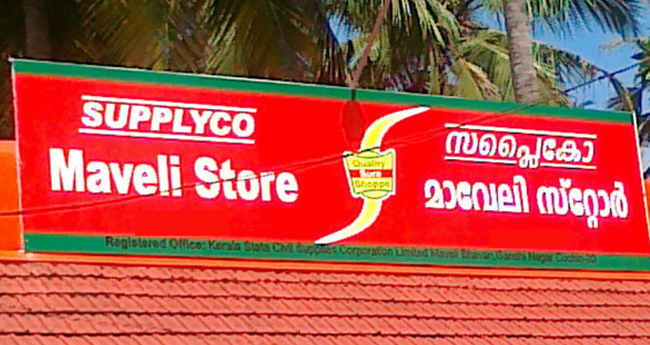 SUPPLYCO
Maveli Store
Quality
Sure
Shoppe
സപ്ലൈകോ
മാവേലി സ്റ്റോർ
Registered Office: Kerala State Civil Supplies Corporation Limited Maveli Bhavan,Gandhi Nagar Cochin-20